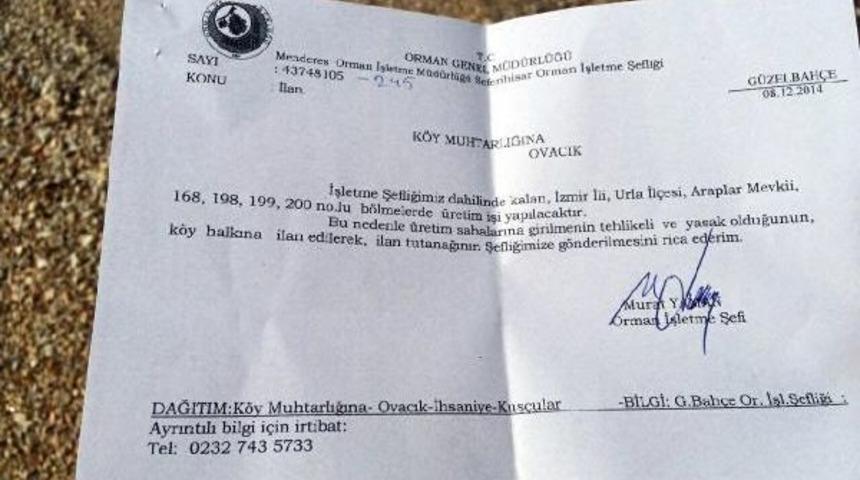 T.C
ORMAN GENEL MÜDÜRLÜĞÜ
Menderes Orman İşletme Müdürlüğü Seferihisar Orman İşletme Şefliği
SAYI : 43748105 -245
KONU : İlan.
GÜZELBAHÇE
08.12.2014
KÖY MUHTARLIĞINA
OVACIK
İşletme Şefliğimiz dahilinde kalan, İzmir İli, Urla İlçesi, Araplar Mevkii,
168, 198, 199, 200 no.lu bölmelerde üretim işi yapılacaktır.
Bu nedenle üretim sahalarına girilmenin tehlikeli ve yasak olduğunun,
köy halkına ilan edilerek, ilan tutanağının Şefliğimize gönderilmesini rica ederim.
Murat
Orman İşletme Şefi
DAĞITIM:Köy Muhtarlığına- Ovacık-İhsaniye-Kuşçular -BİLGİ: G.Bahçe Or. İşl.Şefliği :
Ayrıntılı bilgi için irtibat:
Tel: 0232 743 5733